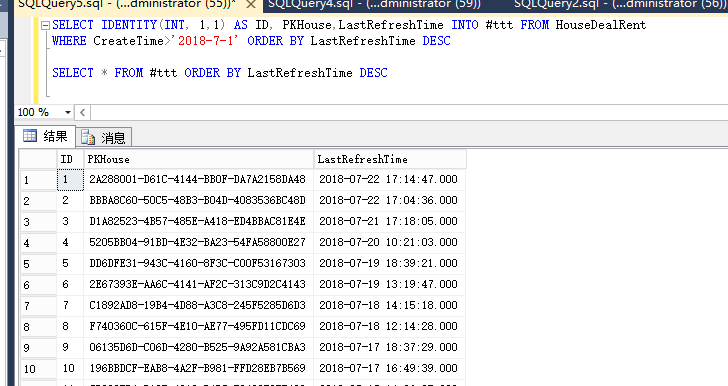 SQLQuery5.sql - (...dministrator (55))* SQLQuery4.sql - (...dministrator (59)) SQLQuery2.sql - (...dministrator (56))
SELECT IDENTITY(INT, 1,1) AS ID, PKHouse,LastRefreshTime INTO #ttt FROM HouseDealRent
WHERE CreateTime>'2018-7-1' ORDER BY LastRefreshTime DESC
SELECT * FROM #ttt ORDER BY LastRefreshTime DESC
100 %
结果 消息
ID PKHouse LastRefreshTime
1 1 2A288001-D61C-4144-BB0F-DA7A2158DA48 2018-07-22 17:14:47.000
2 2 BBBA8C60-50C5-48B3-B04D-4083536BC48D 2018-07-22 17:04:36.000
3 3 D1A82523-4B57-485E-A418-ED4BBAC81E4E 2018-07-21 17:18:05.000
4 4 5205BB04-91BD-4E32-BA23-54FA58800E27 2018-07-20 10:21:03.000
5 5 DD6DFE31-943C-4160-8F3C-C00F53167303 2018-07-19 18:39:21.000
6 6 2E67393E-AA6C-4141-AF2C-313C9D2C4143 2018-07-19 13:19:47.000
7 7 C1892AD8-19B4-4D88-A3C8-245F5285D6D3 2018-07-18 14:15:18.000
8 8 F740360C-615F-4E10-AE77-495FD11CDC69 2018-07-18 12:14:28.000
9 9 06135D6D-C06D-4280-B525-9A92A581CBA3 2018-07-17 18:37:29.000
10 10 196BBDCF-EAB8-4A2F-B981-FFD28EB7B569 2018-07-17 16:49:39.000